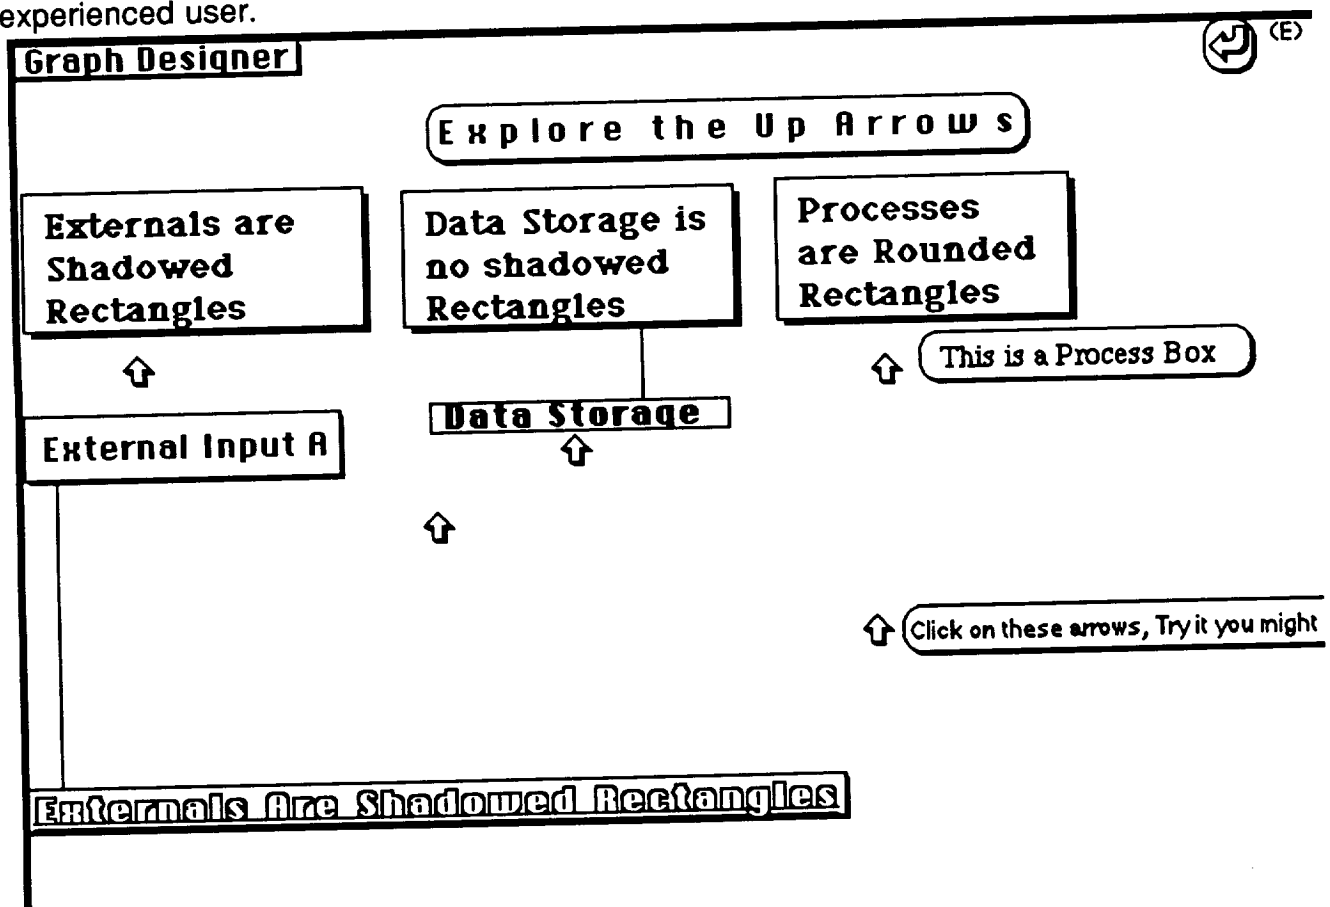 experienced user.
Graph Designer
(E)
Explore the Up Arrows
Externals are
Shadowed
Rectangles
Data Storage is
no shadowed
Rectangles
Processes
are Rounded
Rectangles
This is a Process Box
Data Storage
External Input A
Click on these arrows, Try it you might
Externals Are Shadowed Rectangles